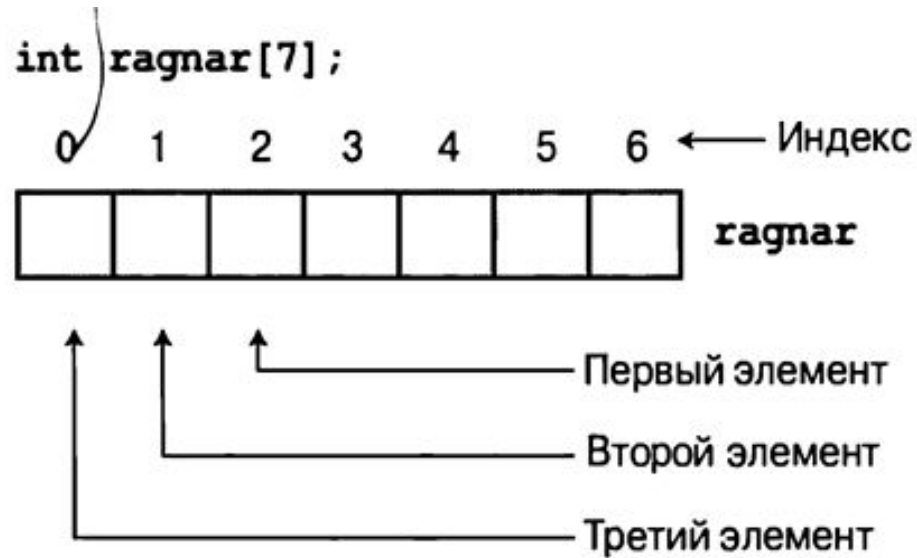 int ragnar[7];
0 1 2 3 4 5 6 Индекс
ragnar
Первый элемент
Второй элемент
Третий элемент